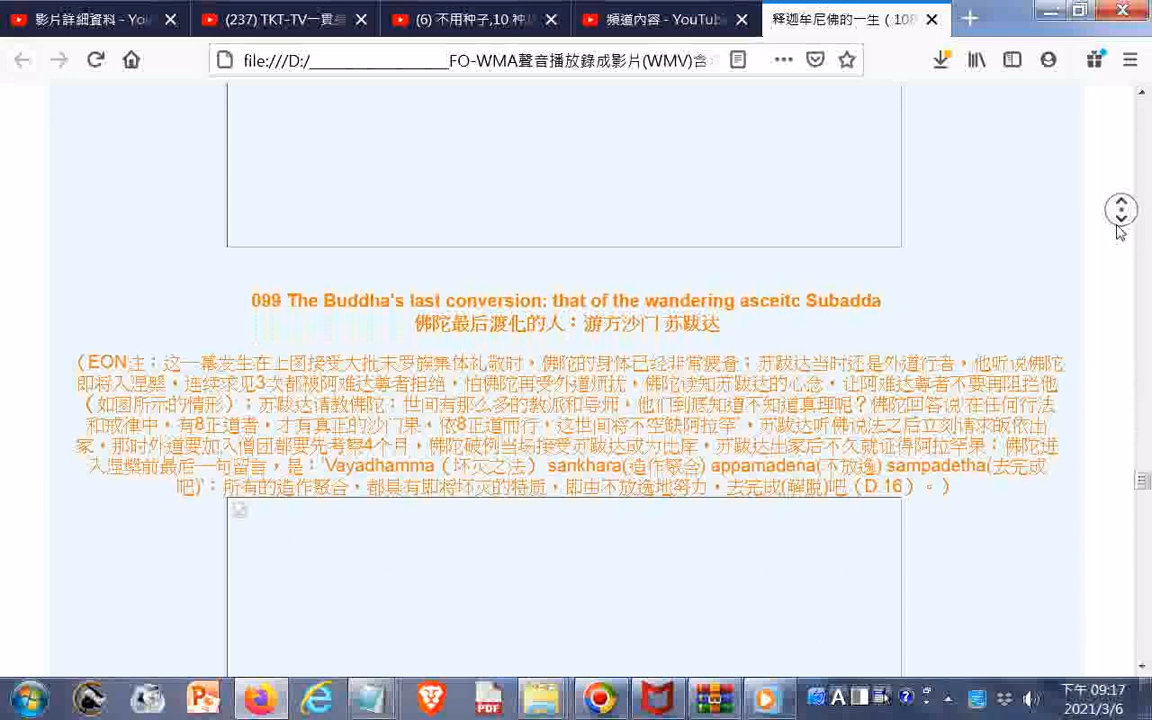 影片詳細資料 - Yo
(237) TKT-TV一貫
(6) 不用种子,10 种
頻道內容 - YouTub
释迦牟尼佛的一生（108
file:///D:/_________________FO-WMA聲音播放錄成影片(WMV)含
099 The Buddha's last conversion: that of the wandering asceitc Subadda
佛陀最后渡化的人：游方沙门 苏跋达
（EON注：这一幕发生在上图接受大批末罗族集体礼敬时，佛陀的身体已经非常疲惫；苏跋达当时还是外道行者，他听说佛陀
即将入涅槃，连续求见3次都被阿难达尊者拒绝，怕佛陀再受外道烦扰，佛陀读知苏跋达的心念，让阿难达尊者不要再阻拦他
（如图所示的情形）；苏跋达请教佛陀：世间有那么多的教派和导师，他们到底知道不知道真理呢？佛陀回答说'在任何行法
和戒律中，有8正道者，才有真正的沙门果，依8正道而行，这世间将不空缺阿拉罕'，苏跋达听佛说法之后立刻请求皈依出
家，那时外道要加入僧团都要先考察4个月，佛陀破例当场接受苏跋达成为比库，苏跋达出家后不久就证得阿拉罕果；佛陀进
入涅槃前最后一句留言，是：'Vayadhamma（坏灭之法） sankhara(造作聚合) appamadena(不放逸) sampadetha(去完成
吧)'：所有的造作聚合，都具有即将坏灭的特质，即由不放逸地努力，去完成(解脱)吧（D 16）。）
PDF
A
下午 09:17
2021/3/6